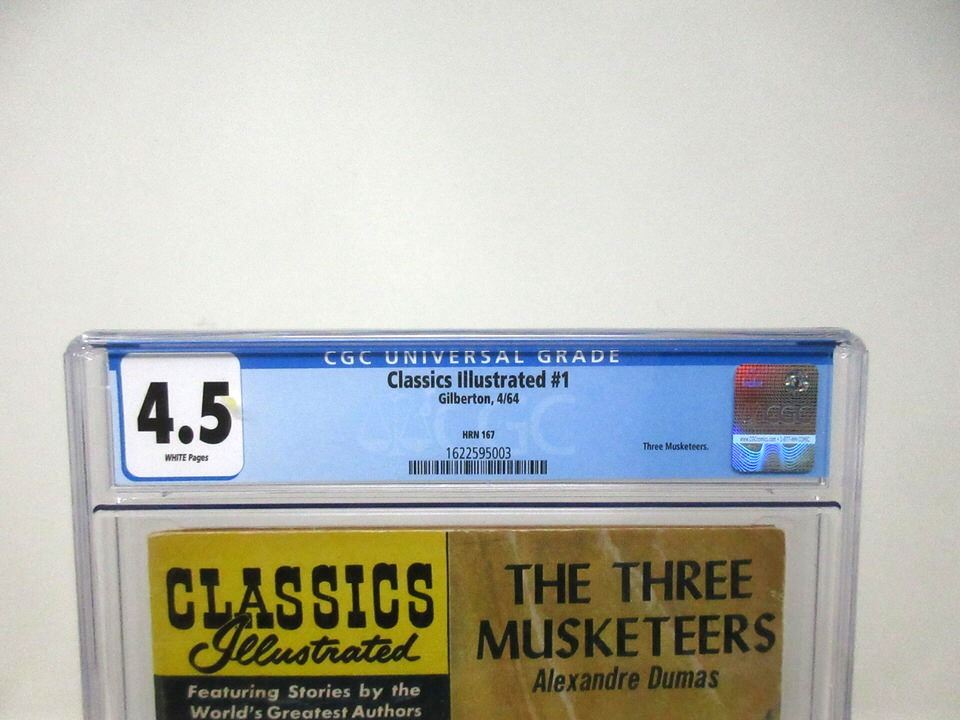 CGC UNIVERSAL GRADE
4.5
WHITE Pages
Classics Illustrated #1
Gilberton, 4/64
HRN 167
1622595003
Three Musketeers.
CGC
CLASSICS
Illustrated
Featuring Stories by the
World's Greatest Authors
THE THREE
MUSKETEERS
Alexandre Dumas